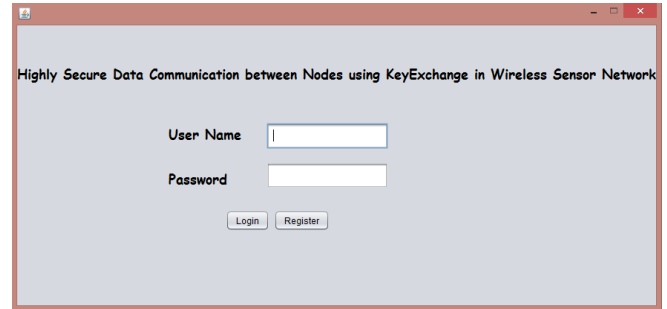 Highly Secure Data Communication between Nodes using KeyExchange in Wireless Sensor Network
User Name
Password
Login Register